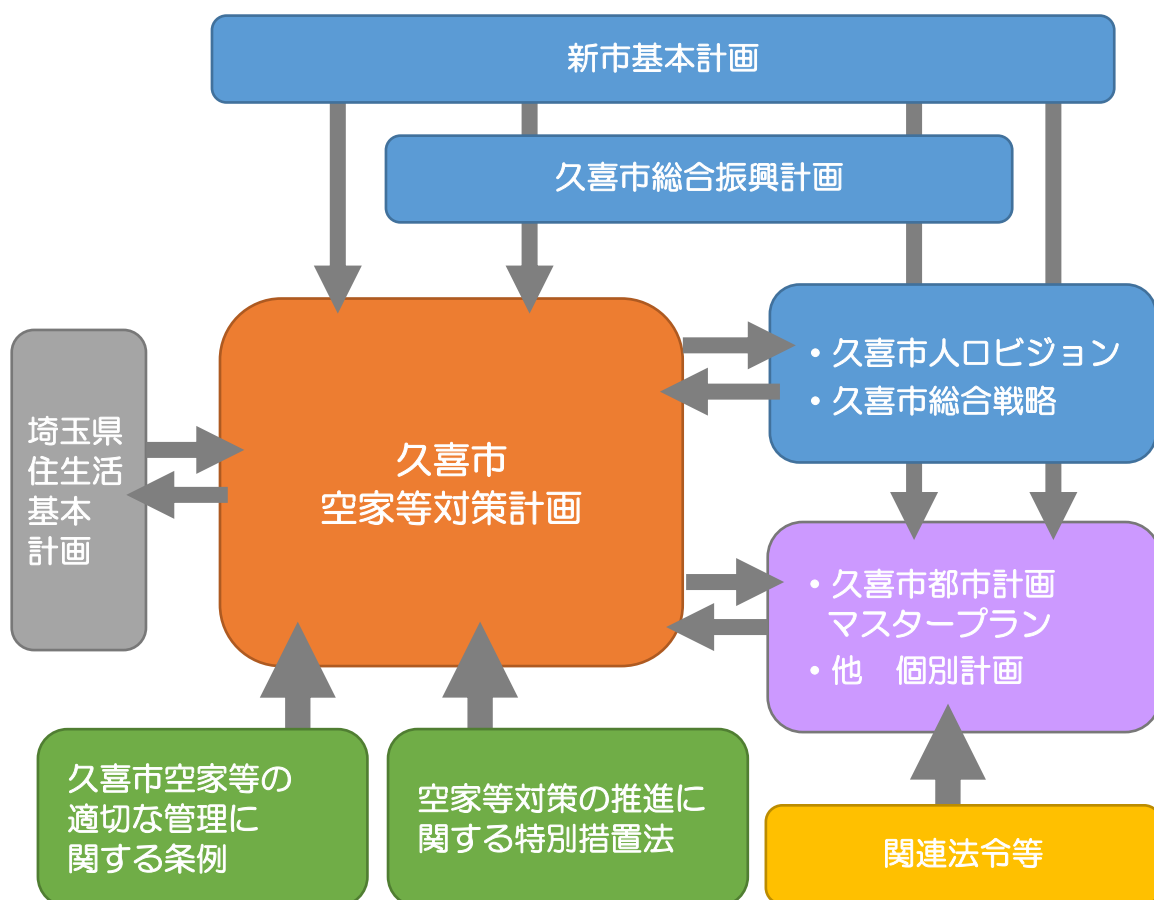 新市基本計画
久喜市総合振興計画
・久喜市人口ビジョン
・久喜市総合戦略
埼玉県
住生活
基本
計画
久喜市
空家等対策計画
・久喜市都市計画
マスタープラン
・他　個別計画
久喜市空家等の
適切な管理に
関する条例
空家等対策の推進に
関する特別措置法
関連法令等